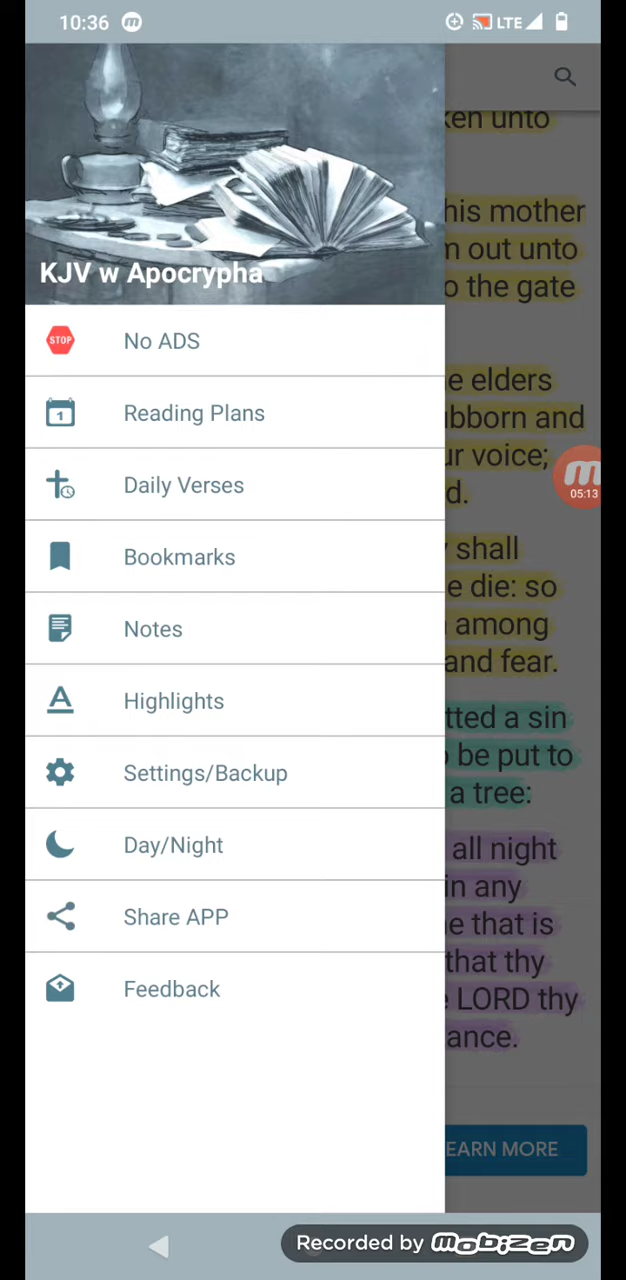 10:36
LTE
ken unto
his mother
m out unto
o the gate
KJV w Apocrypha
STOP No ADS
e elders
1 Reading Plans
bborn and
ur voice;
Daily Verses
d.
05:13
shall
Bookmarks
e die: so
Notes
among
and fear.
Highlights
tted a sin
be put to
Settings/Backup
a tree:
Day/Night
all night
in any
Share APP
e that is
that thy
Feedback
LORD thy
ance.
EARN MORE
Recorded by mobizen